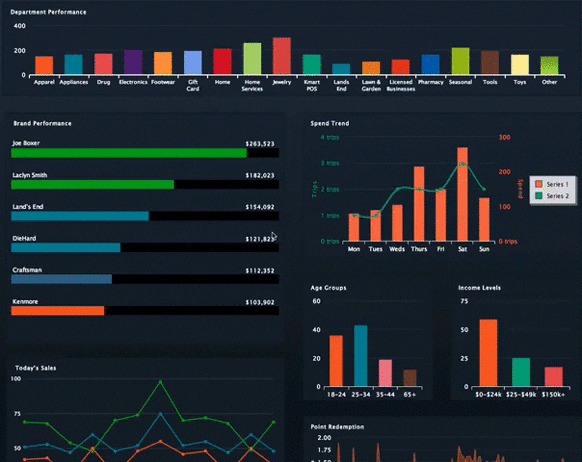 Department Performance
400
200
0
Apparel Appliances Drug Electronics Footwear Gift Card Home Home Services Jewelry Kmart POS Lands End Lawn & Garden Licensed Businesses Pharmacy Seasonal Tools Toys Other
Brand Performance
Joe Boxer $263,523
Laclyn Smith $182,023
Land's End $154,092
DieHard $121,823
Craftsman $112,352
Kenmore $103,902
Spend Trend
4 trips 300
3 trips 200
2 trips
1 trips 100
0 trips 0 trips
Trips
Spend
Mon Tues Weds Thurs Fri Sat Sun
Series 1
Series 2
Age Groups
60
40
20
0
18-24 25-34 35-44 65+
Income Levels
75
50
25
0
$0-$24k $25-$49k $150k+
Today's Sales
100
75
50
Point Redemption
2.00
1.75